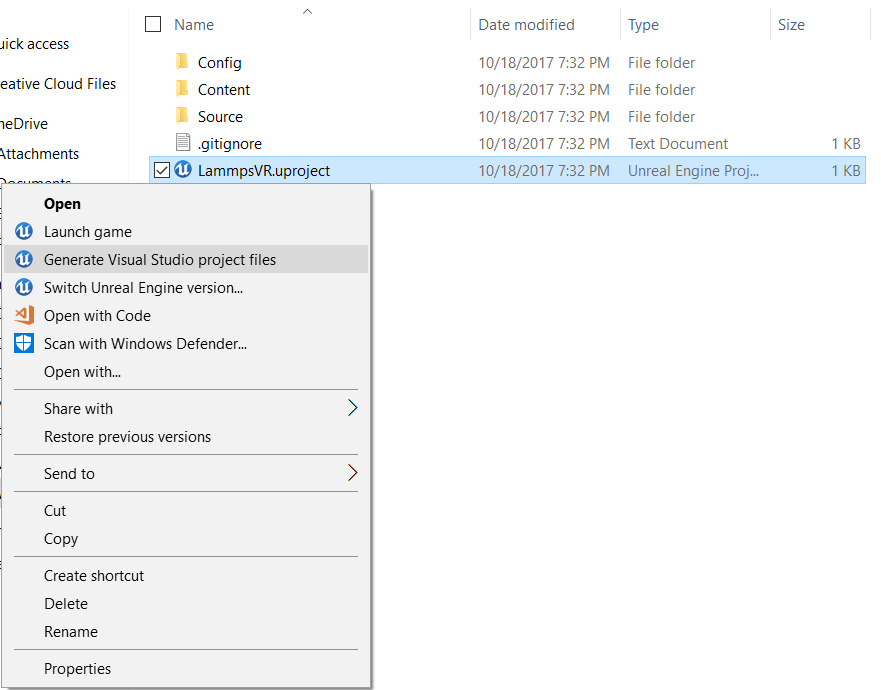 Name Date modified Type Size
uick access
eative Cloud Files
neDrive
Attachments
Documents
Config 10/18/2017 7:32 PM File folder
Content 10/18/2017 7:32 PM File folder
Source 10/18/2017 7:32 PM File folder
.gitignore 10/18/2017 7:32 PM Text Document 1 KB
LammpsVR.uproject 10/18/2017 7:32 PM Unreal Engine Proj... 1 KB
Open
Launch game
Generate Visual Studio project files
Switch Unreal Engine version...
Open with Code
Scan with Windows Defender...
Open with...
Share with
Restore previous versions
Send to
Cut
Copy
Create shortcut
Delete
Rename
Properties